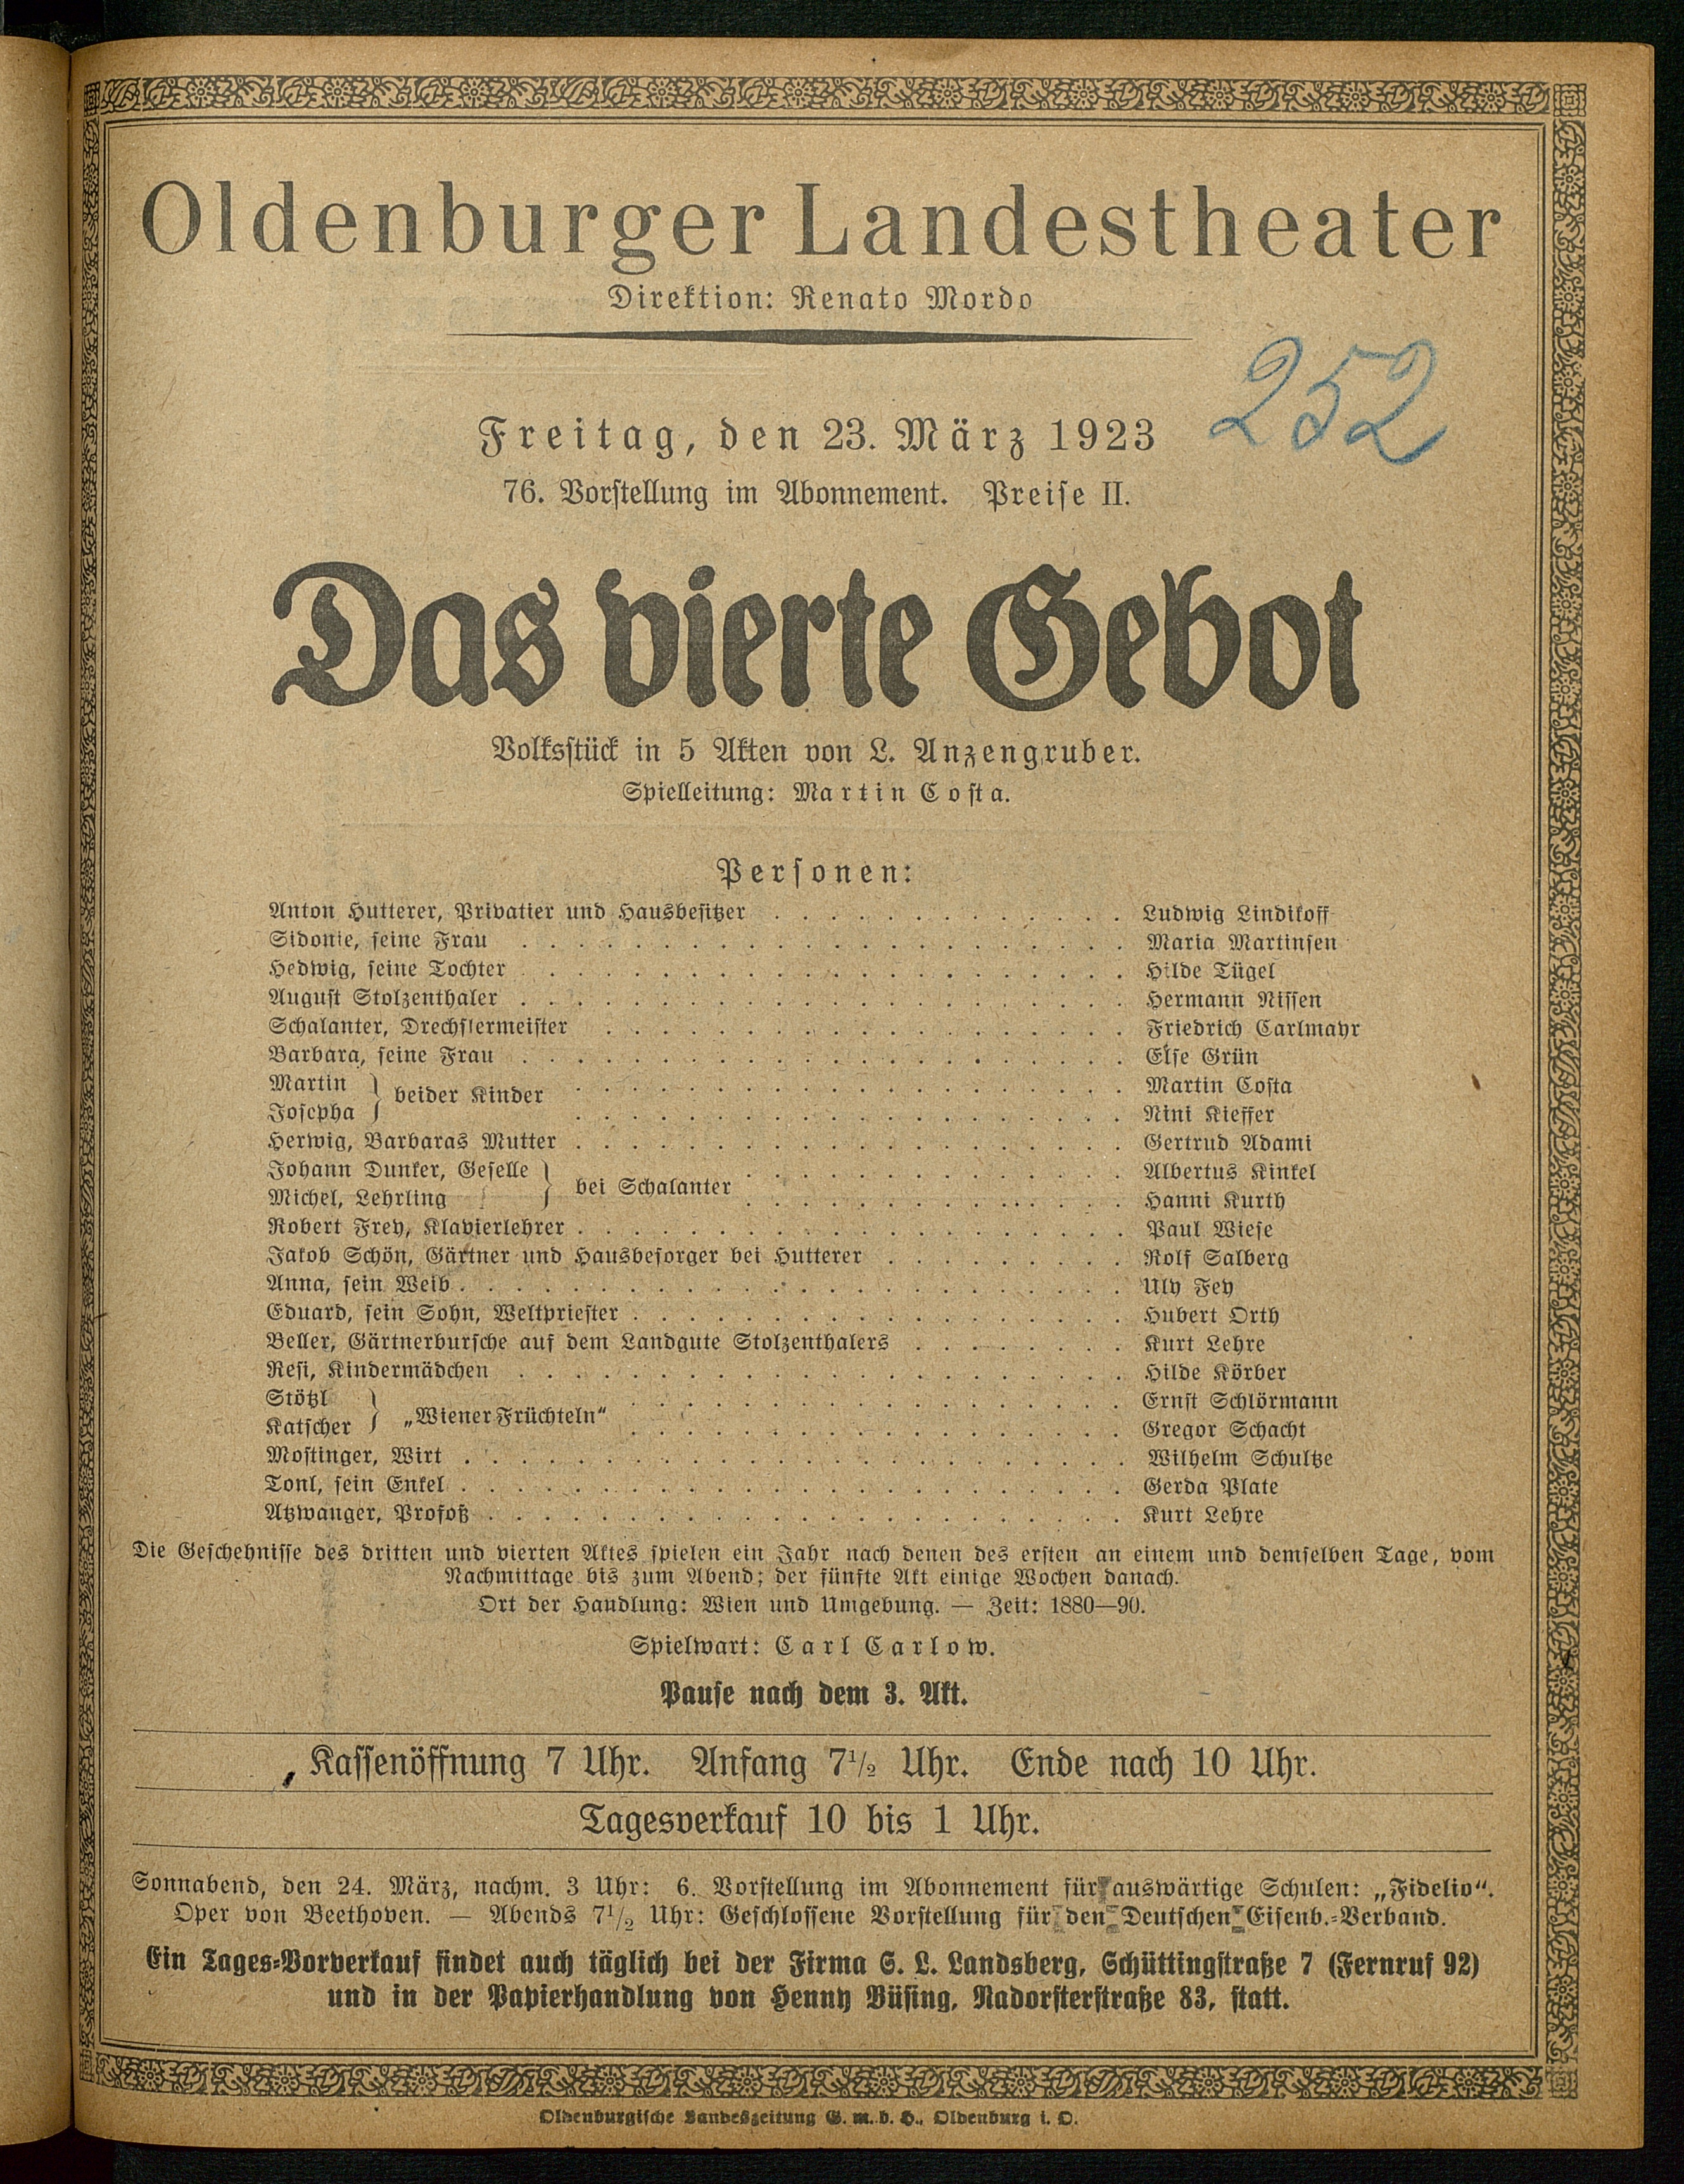 Oldenburger Landestheater
Direktion: Renato Mordo
252
Freitag, den 23. März 1923
76. Vorstellung im Abonnement. Preise II.
Das vierte Gebot
Volksstück in 5 Akten von L. Anzengruber.
Spielleitung: Martin Costa.
Personen:
Anton Hutterer, Privatier und Hausbesitzer . . . . . . . . . . . . . Ludwig Lindikoff
Sidonie, seine Frau . . . . . . . . . . . . . . . . . . . . . . Maria Martinsen
Hedwig, seine Tochter . . . . . . . . . . . . . . . . . . . . . Hilde Tügel
August Stolzenthaler . . . . . . . . . . . . . . . . . . . . . . Hermann Nissen
Schalanter, Drechslermeister . . . . . . . . . . . . . . . . . . . Friedrich Carlmayr
Barbara, seine Frau . . . . . . . . . . . . . . . . . . . . . . Else Grün
Martin } beider Kinder . . . . . . . . . . . . . . . . . . . . Martin Costa
Josepha } . . . . . . . . . . . . . . . . . . . . Nini Kieffer
Herwig, Barbaras Mutter . . . . . . . . . . . . . . . . . . . . Gertrud Adami
Johann Dunker, Geselle } bei Schalanter . . . . . . . . . . . . . . Albertus Kinkel
Michel, Lehrling } . . . . . . . . . . . . . . Hanni Kurth
Robert Frey, Klavierlehrer . . . . . . . . . . . . . . . . . . . . Paul Wiese
Jakob Schön, Gärtner und Hausbesorger bei Hutterer . . . . . . . . . Rolf Salberg
Anna, sein Weib . . . . . . . . . . . . . . . . . . . . . . . . Uly Fey
Eduard, sein Sohn, Weltpriester . . . . . . . . . . . . . . . . . . Hubert Orth
Beller, Gärtnerbursche auf dem Landgute Stolzenthalers . . . . . . . . Kurt Lehre
Resi, Kindermädchen . . . . . . . . . . . . . . . . . . . . . . Hilde Körber
Stötzl } „Wiener Früchteln“ . . . . . . . . . . . . . . . . . . Ernst Schlörmann
Katscher } . . . . . . . . . . . . . . . . . . Gregor Schacht
Mostinger, Wirt . . . . . . . . . . . . . . . . . . . . . . . . Wilhelm Schultze
Tonl, sein Enkel . . . . . . . . . . . . . . . . . . . . . . . . Gerda Plate
Atzwanger, Profoß . . . . . . . . . . . . . . . . . . . . . . . Kurt Lehre
Die Geschehnisse des dritten und vierten Aktes spielen ein Jahr nach denen des ersten an einem und demselben Tage, vom
Nachmittage bis zum Abend; der fünfte Akt einige Wochen danach.
Ort der Handlung: Wien und Umgebung. — Zeit: 1880—90.
Spielwart: Carl Carlow.
Pause nach dem 3. Akt.
Kassenöffnung 7 Uhr. Anfang 7½ Uhr. Ende nach 10 Uhr.
Tagesverkauf 10 bis 1 Uhr.
Sonnabend, den 24. März, nachm. 3 Uhr: 6. Vorstellung im Abonnement für auswärtige Schulen: „Fidelio“.
Oper von Beethoven. — Abends 7½ Uhr: Geschlossene Vorstellung für den Deutschen Eisenb.-Verband.
Ein Tages-Vorverkauf findet auch täglich bei der Firma S. L. Landsberg, Schüttingstraße 7 (Fernruf 92)
und in der Papierhandlung von Henny Büsing, Nadorsterstraße 83, statt.
Oldenburgische Landeszeitung G. m. b. H., Oldenburg i. O.